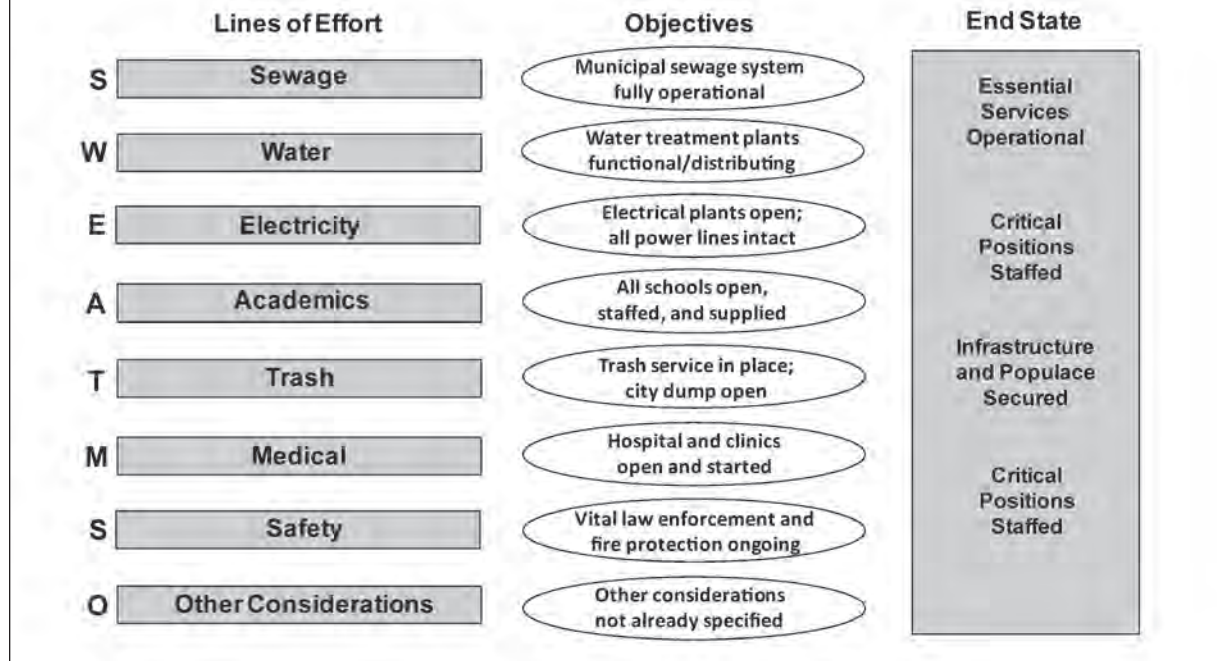 Lines of Effort
Objectives
End State
S
Sewage
Municipal sewage system
fully operational
W
Water
Water treatment plants
functional/distributing
E
Electricity
Electrical plants open;
all power lines intact
A
Academics
All schools open,
staffed, and supplied
T
Trash
Trash service in place;
city dump open
M
Medical
Hospital and clinics
open and started
S
Safety
Vital law enforcement and
fire protection ongoing
O
Other Considerations
Other considerations
not already specified
Essential
Services
Operational
Critical
Positions
Staffed
Infrastructure
and Populace
Secured
Critical
Positions
Staffed